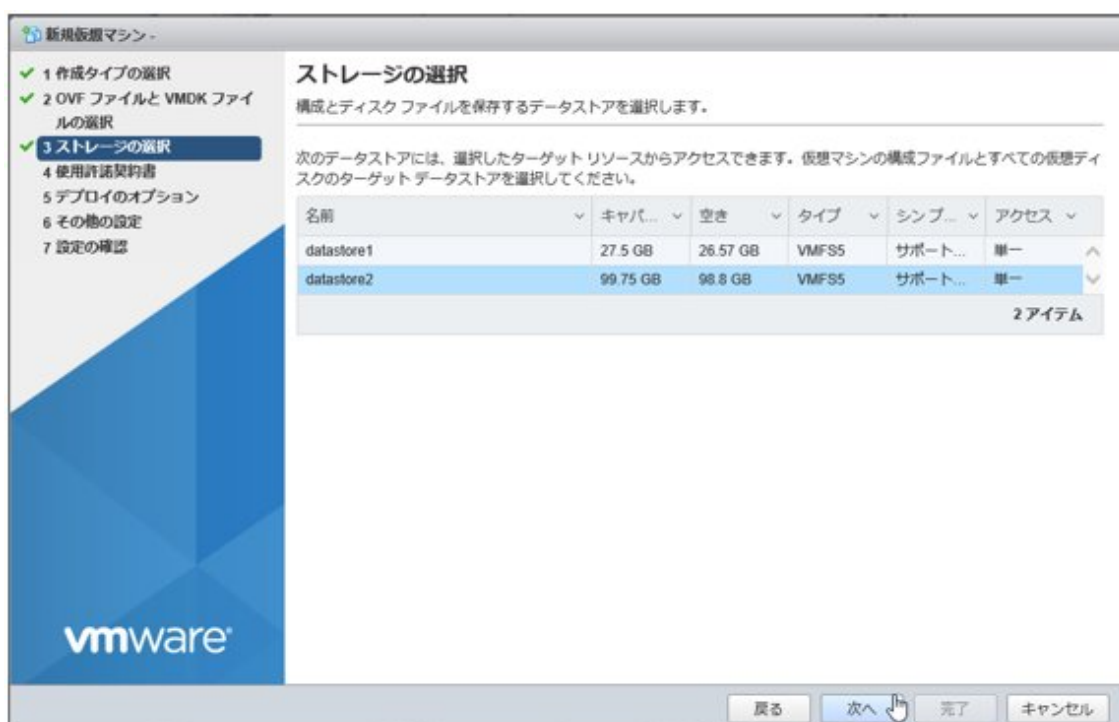 新規仮想マシン -
1 作成タイプの選択
2 OVF ファイルと VMDK ファイ
ルの選択
3 ストレージの選択
4 使用許諾契約書
5 デプロイのオプション
6 その他の設定
7 設定の確認
ストレージの選択
構成とディスク ファイルを保存するデータストアを選択します。
次のデータストアには、選択したターゲット リソースからアクセスできます。仮想マシンの構成ファイルとすべての仮想ディ
スクのターゲット データストアを選択してください。
名前 キャパ... 空き タイプ シン プ... アクセス
datastore1 27.5 GB 26.57 GB VMFS5 サポート... 単一
datastore2 99.75 GB 98.8 GB VMFS5 サポート... 単一
2 アイテム
vmware
戻る 次へ 完了 キャンセル